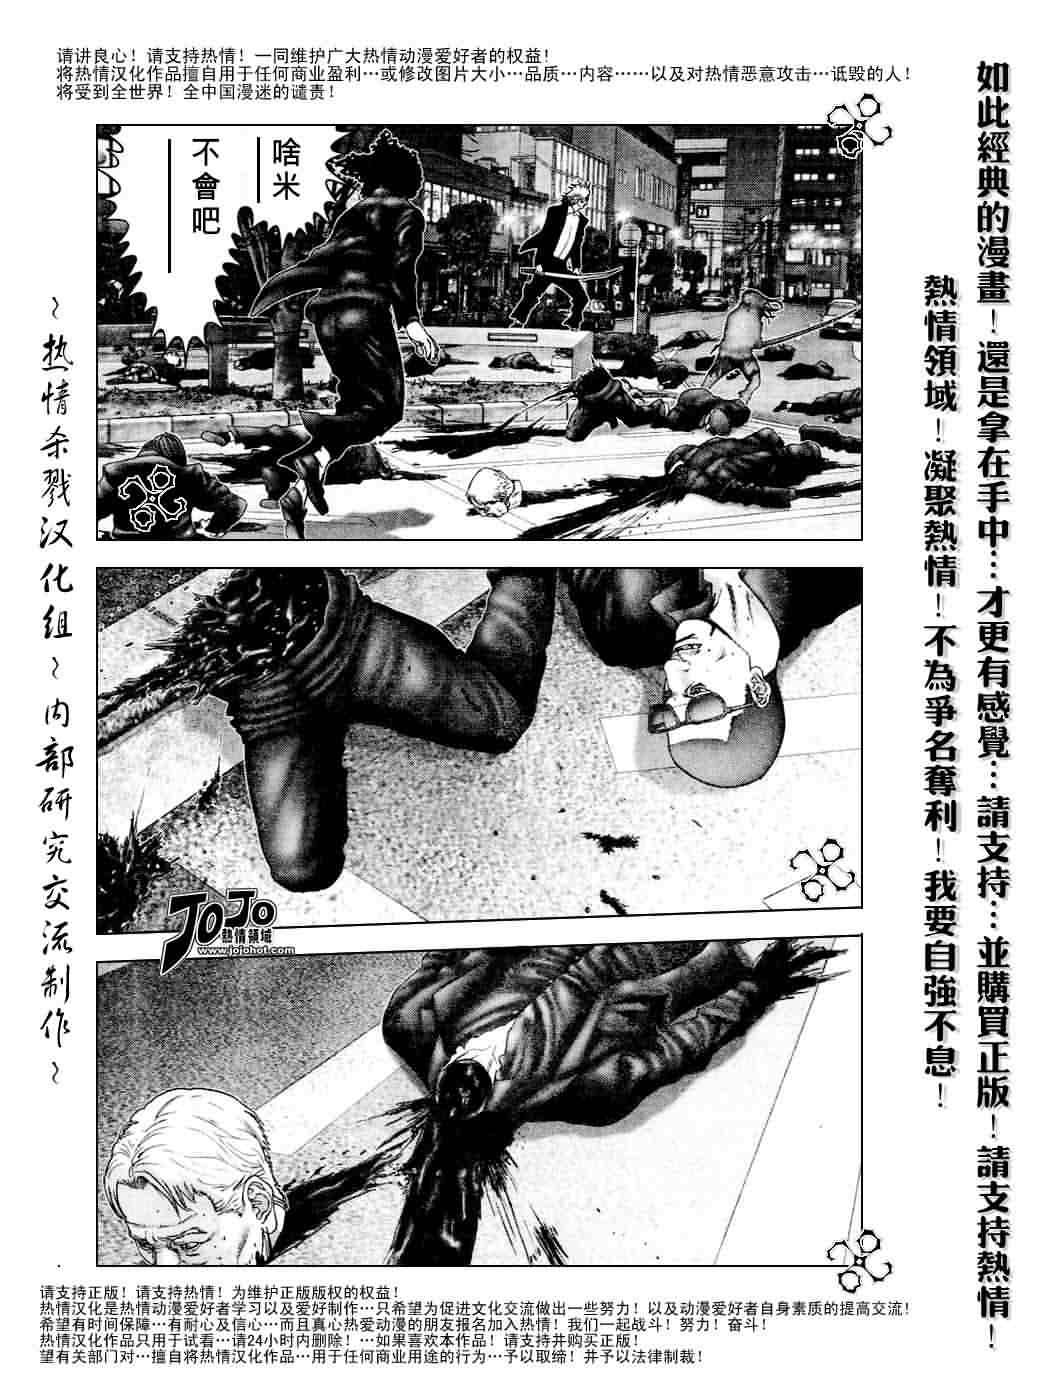 请讲良心！请支持热情！一同维护广大热情动漫爱好者的权益！
将热情汉化作品擅自用于任何商业盈利…或修改图片大小…品质…内容……以及对热情恶意攻击…诋毁的人！
将受到全世界！全中国漫迷的谴责！
如此經典的漫畫！還是拿在手中…才更有感覺…請支持…並購買正版！請支持熱情！
熱情領域！凝聚熱情！不為爭名奪利！我要自強不息！
啥米
不會吧
～热情杀戮汉化组～内部研究交流制作～
JOJO
熱情領域
www.jojohot.com
请支持正版！请支持热情！为维护正版版权的权益！
热情汉化是热情动漫爱好者学习以及爱好制作…只希望为促进文化交流做出一些努力！以及动漫爱好者自身素质的提高交流！
希望有时间保障…有耐心及信心…而且真心热爱动漫的朋友报名加入热情！我们一起战斗！努力！奋斗！
热情汉化作品只用于试看…请24小时内删除！…如果喜欢本作品！请支持并购买正版！
望有关部门对…擅自将热情汉化作品…用于任何商业用途的行为…予以取缔！并予以法律制裁！